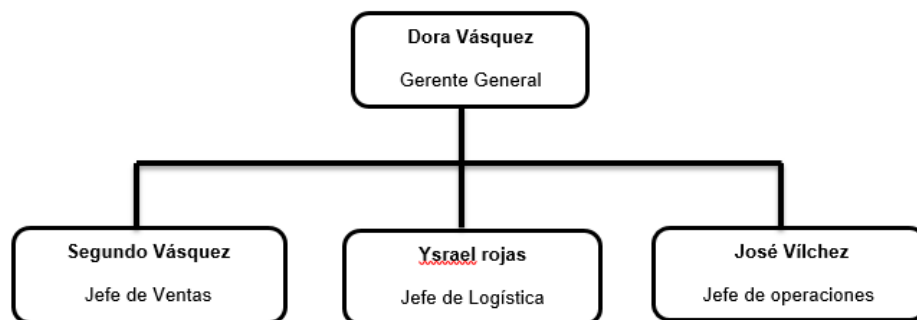 Dora Vásquez
Gerente General
Segundo Vásquez
Jefe de Ventas
Ysrael rojas
Jefe de Logística
José Vílchez
Jefe de operaciones